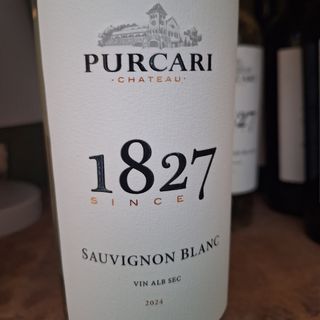 PURCARI
CHATEAU
1827
SINCE
SAUVIGNON BLANC
VIN ALB SEC
2024